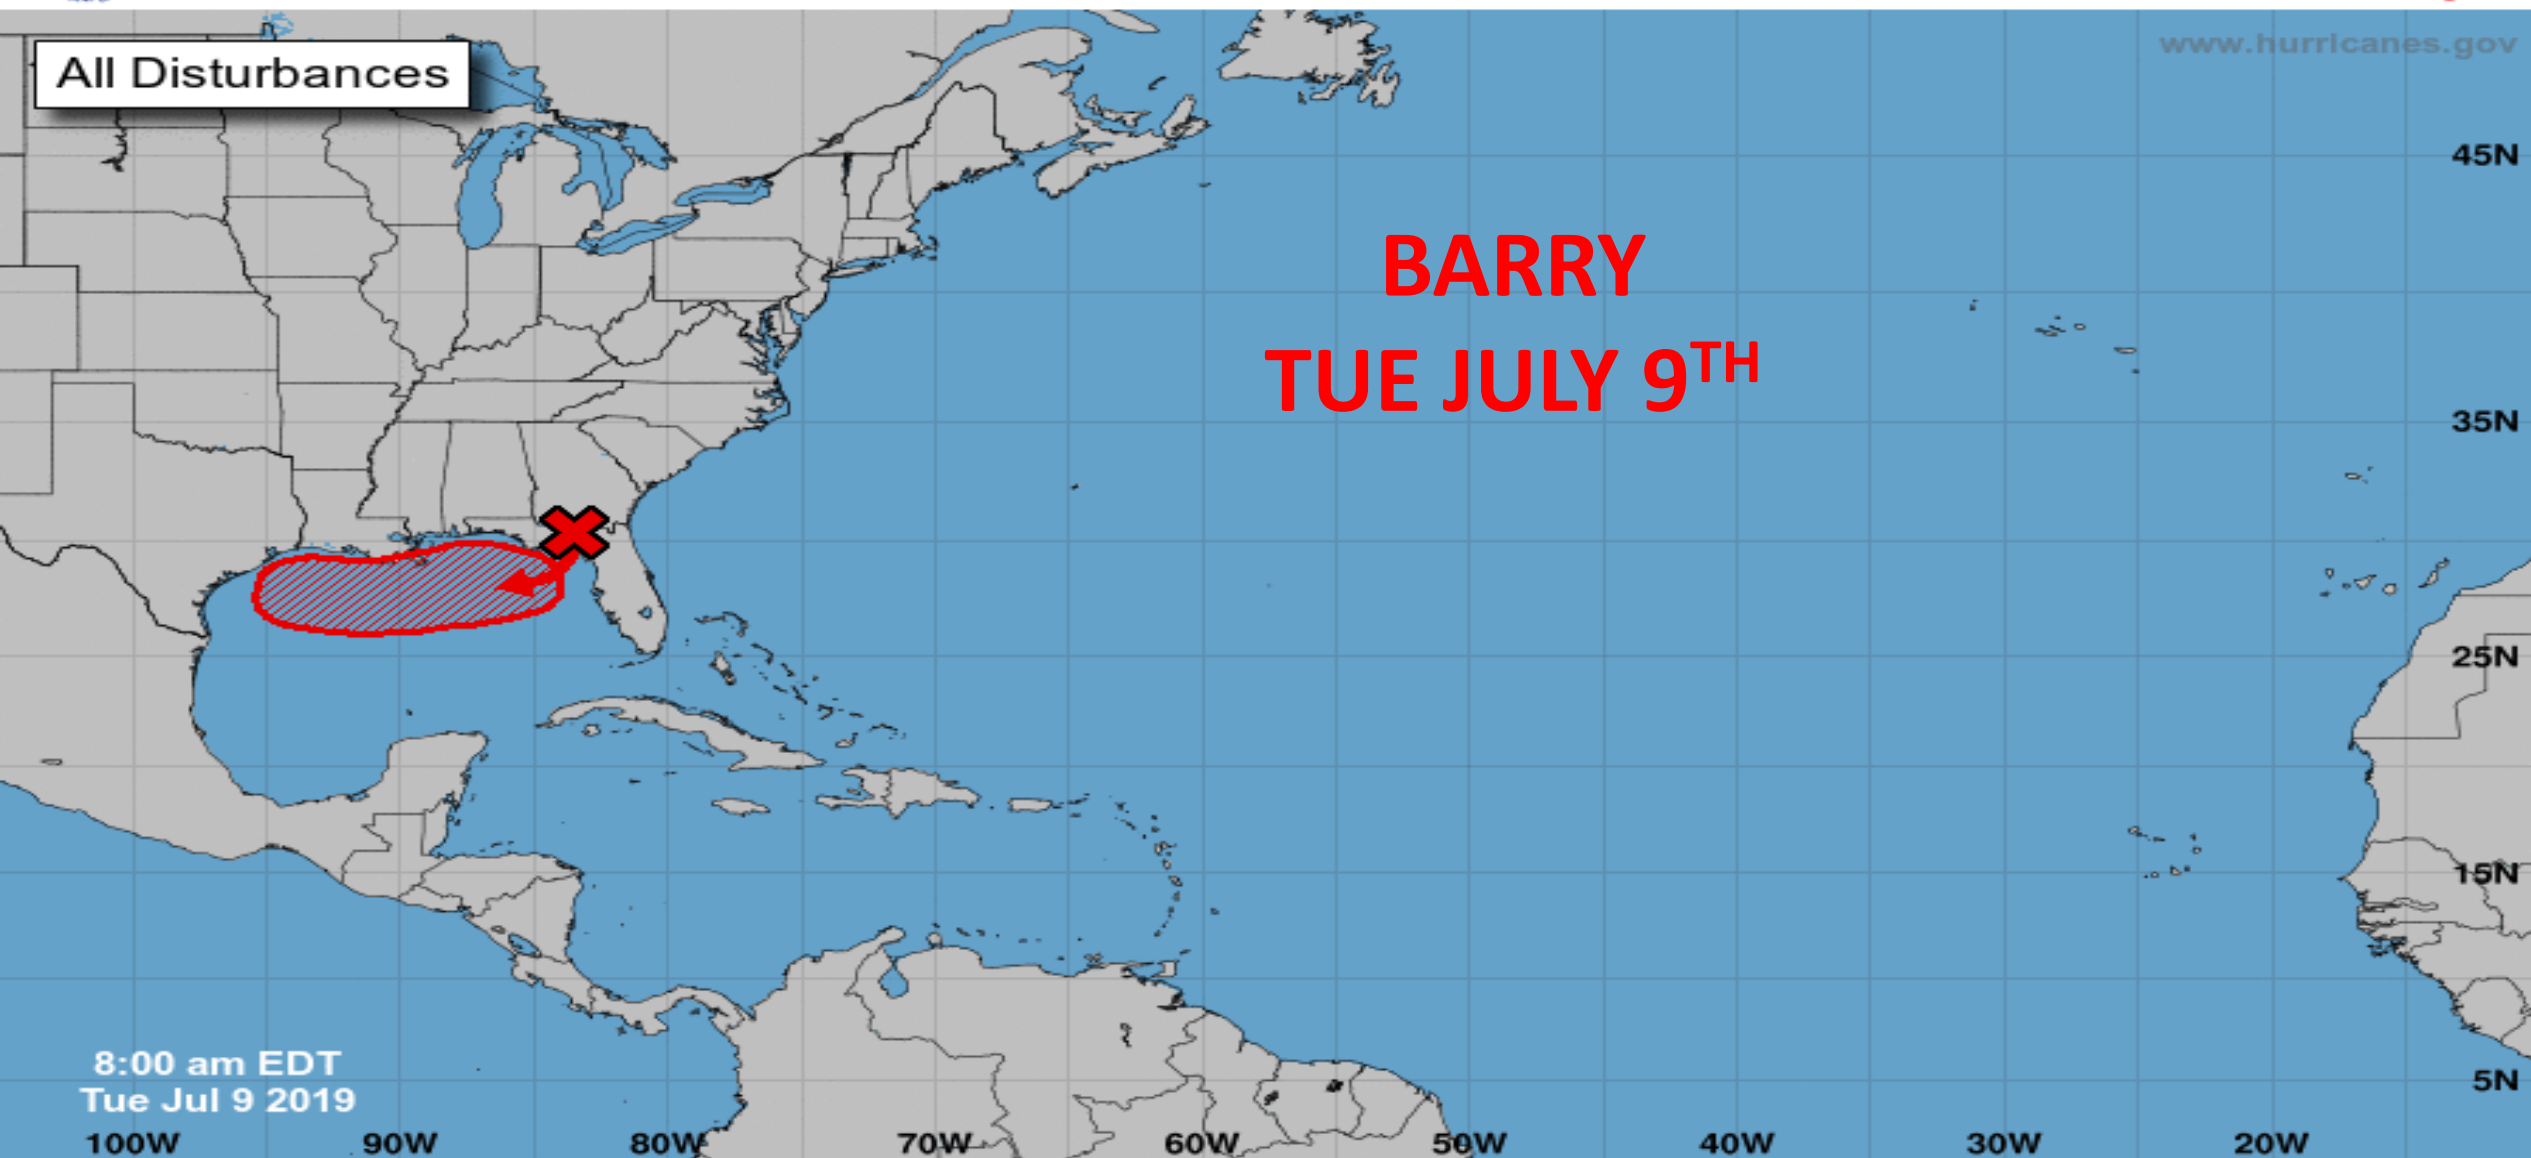 All Disturbances
www.hurricanes.gov
45N
BARRY
TUE JULY 9TH
35N
25N
15N
8:00 am EDT
Tue Jul 9 2019
5N
100W 90W 80W 70W 60W 50W 40W 30W 20W